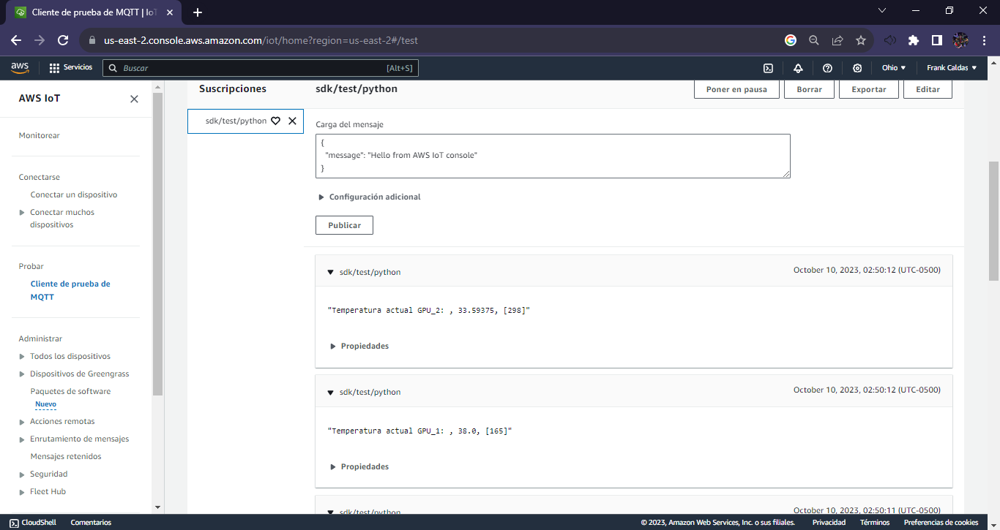 Cliente de prueba de MQTT | IoT
us-east-2.console.aws.amazon.com/iot/home?region=us-east-2#/test
aws
Servicios
Buscar
[Alt+S]
Ohio
Frank Caldas
AWS IoT
Monitorear
Conectarse
Conectar un dispositivo
Conectar muchos
dispositivos
Probar
Cliente de prueba de
MQTT
Administrar
Todos los dispositivos
Dispositivos de Greengrass
Paquetes de software
Nuevo
Acciones remotas
Enrutamiento de mensajes
Mensajes retenidos
Seguridad
Fleet Hub
Suscripciones
sdk/test/python
sdk/test/python
Poner en pausa
Borrar
Exportar
Editar
Carga del mensaje
{
"message": "Hello from AWS IoT console"
}
Configuración adicional
Publicar
sdk/test/python
October 10, 2023, 02:50:12 (UTC-0500)
"Temperatura actual GPU_2: , 33.59375, [298]"
Propiedades
sdk/test/python
October 10, 2023, 02:50:12 (UTC-0500)
"Temperatura actual GPU_1: , 38.0, [165]"
Propiedades
sdk/test/python
October 10, 2023, 02:50:11 (UTC-0500)
CloudShell
Comentarios
© 2023, Amazon Web Services, Inc. o sus filiales.
Privacidad
Términos
Preferencias de cookies